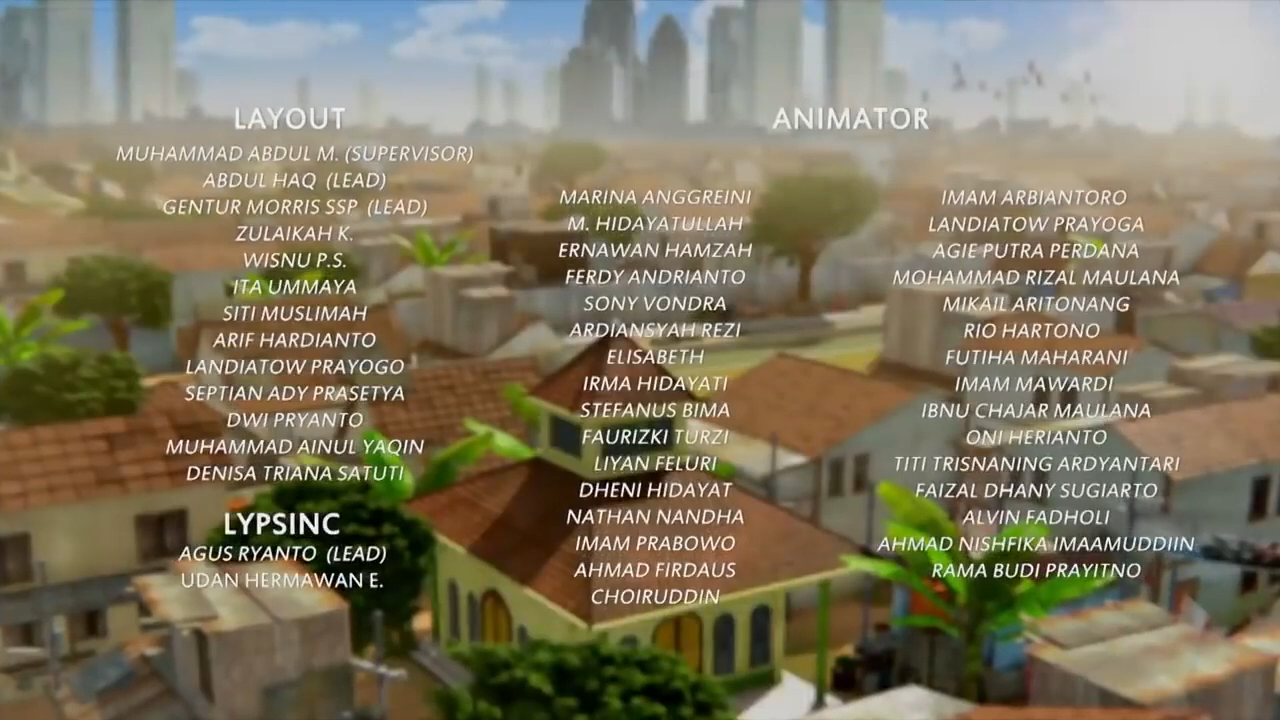 LAYOUT
MUHAMMAD ABDUL M. (SUPERVISOR)
ABDUL HAQ (LEAD)
GENTUR MORRIS SSP (LEAD)
ZULAIKAH K.
WISNU P.S.
ITA UMMAYA
SITI MUSLIMAH
ARIF HARDIANTO
LANDIATOW PRAYOGO
SEPTIAN ADY PRASETYA
DWI PRYANTO
MUHAMMAD AINUL YAQIN
DENISA TRIANA SATUTI
LYPSINC
AGUS RYANTO (LEAD)
UDAN HERMAWAN E.
ANIMATOR
MARINA ANGGREINI
M. HIDAYATULLAH
ERNAWAN HAMZAH
FERDY ANDRIANTO
SONY VONDRA
ARDIANSYAH REZI
ELISABETH
IRMA HIDAYATI
STEFANUS BIMA
FAURIZKI TURZI
LIYAN FELURI
DHENI HIDAYAT
NATHAN NANDHA
IMAM PRABOWO
AHMAD FIRDAUS
CHOIRUDDIN
IMAM ARBIANTORO
LANDIATOW PRAYOGA
AGIE PUTRA PERDANA
MOHAMMAD RIZAL MAULANA
MIKAIL ARITONANG
RIO HARTONO
FUTIHA MAHARANI
IMAM MAWARDI
IBNU CHAJAR MAULANA
ONI HERIANTO
TITI TRISNANING ARDYANTARI
FAIZAL DHANY SUGIARTO
ALVIN FADHOLI
AHMAD NISHFIKA IMAAMUDDIIN
RAMA BUDI PRAYITNO